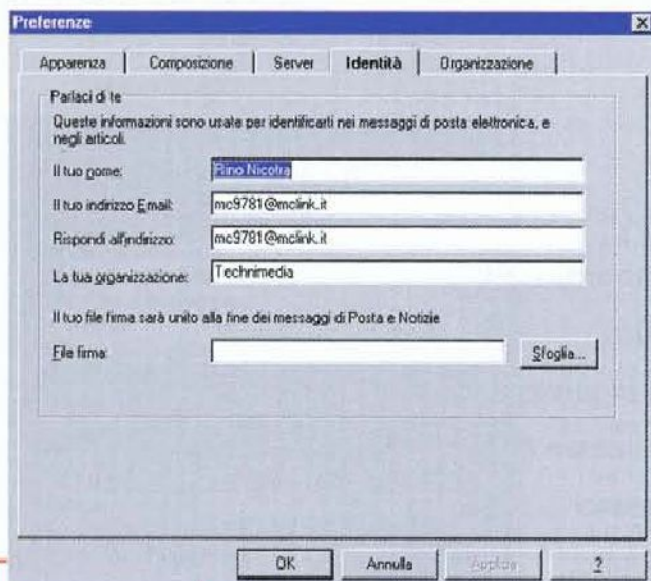 Preferenze
Apparenza Composizione Server Identità Organizzazione
Parlaci di te
Queste informazioni sono usate per identificarti nei messaggi di posta elettronica, e
negli articoli.
Il tuo nome: Rino Nicotra
Il tuo indirizzo Email: mc9781@mclink.it
Rispondi all'indirizzo: mc9781@mclink.it
La tua organizzazione: Technimedia
Il tuo file firma sarà unito alla fine dei messaggi di Posta e Notizie
File firma: Sfoglia...
OK Annulla Applica ?